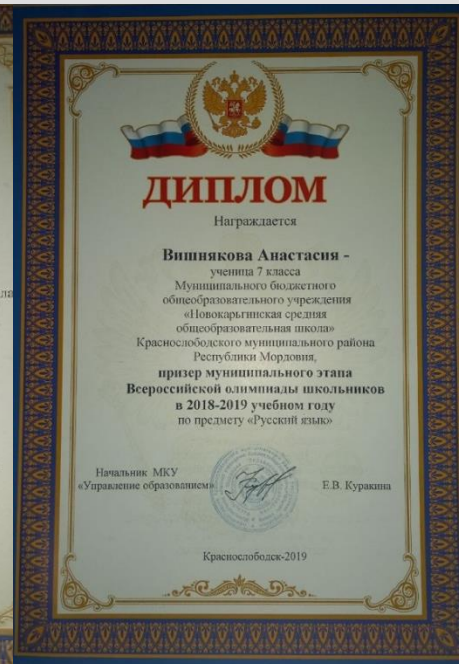 ДИПЛОМ
Награждается
Вишнякова Анастасия -
ученица 7 класса
Муниципального бюджетного
общеобразовательного учреждения
«Новокарьгинская средняя
общеобразовательная школа»
Краснослободского муниципального района
Республики Мордовия,
призер муниципального этапа
Всероссийской олимпиады школьников
в 2018-2019 учебном году
по предмету «Русский язык»
Начальник МКУ
«Управление образованием»
Е.В. Куракина
Краснослободск-2019